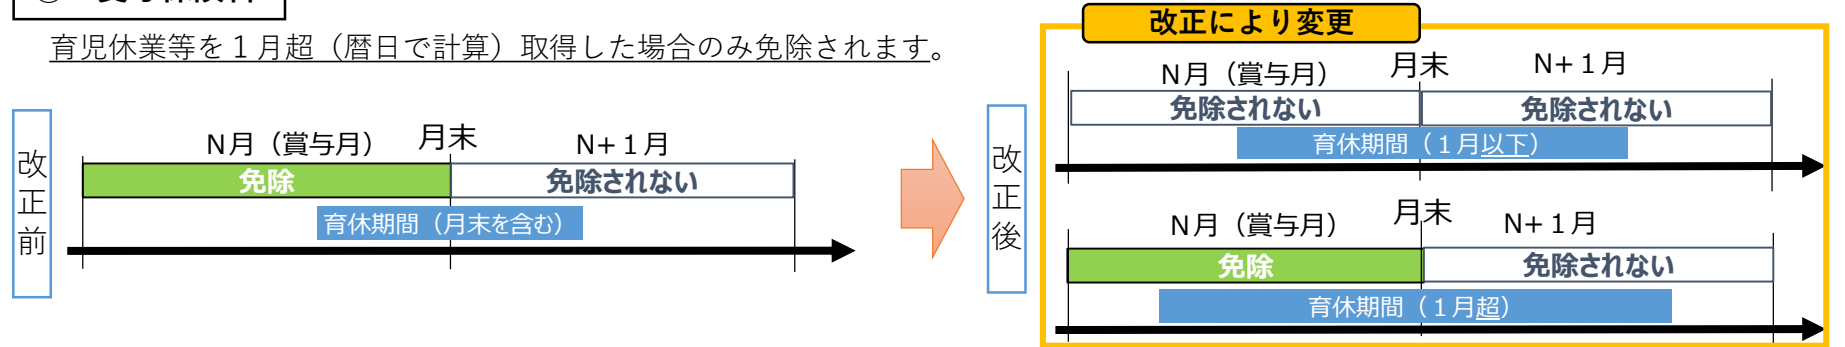 育児休業等を１月超（暦日で計算）取得した場合のみ免除されます。
改正前
N月（賞与月）
月末
N+１月
免除
免除されない
育休期間（月末を含む）
改正後
改正により変更
N月（賞与月）
月末
N+１月
免除されない
免除されない
育休期間（１月以下）
N月（賞与月）
月末
N+１月
免除
免除されない
育休期間（１月超）